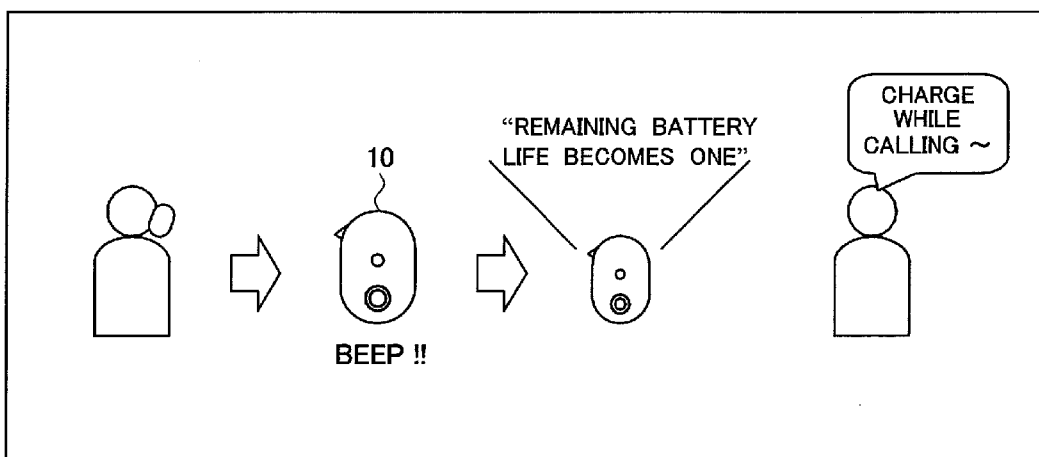 10
BEEP !!
“REMAINING BATTERY
LIFE BECOMES ONE”
CHARGE
WHILE
CALLING ～